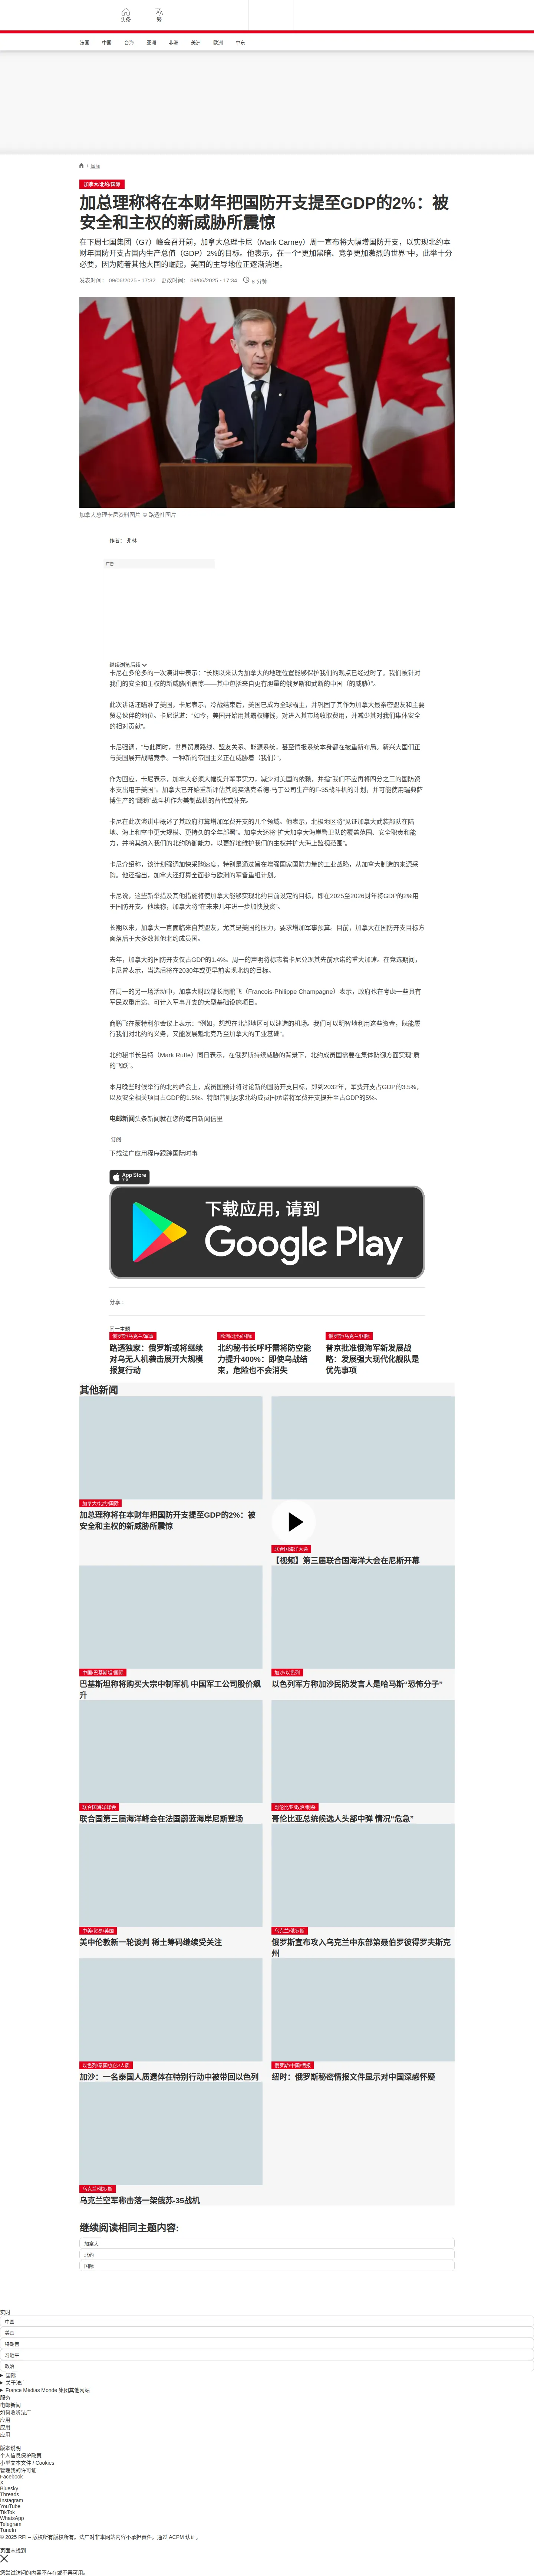 头条
繁
法国 中国 台海 亚洲 非洲 美洲 欧洲 中东
/ 国际
加拿大/北约/国际
加总理称将在本财年把国防开支提至GDP的2%：被
安全和主权的新威胁所震惊
在下周七国集团（G7）峰会召开前，加拿大总理卡尼（Mark Carney）周一宣布将大幅增国防开支，以实现北约本
财年国防开支占国内生产总值（GDP）2%的目标。他表示，在一个“更加黑暗、竞争更加激烈的世界”中，此举十分
必要，因为随着其他大国的崛起，美国的主导地位正逐渐消退。
发表时间： 09/06/2025 - 17:32 更改时间： 09/06/2025 - 17:34 8 分钟
加拿大总理卡尼资料图片 © 路透社图片
作者： 弗林
广告
继续浏览后续
卡尼在多伦多的一次演讲中表示：“长期以来认为加拿大的地理位置能够保护我们的观点已经过时了。我们被针对
我们的安全和主权的新威胁所震惊——其中包括来自更有胆量的俄罗斯和武断的中国（的威胁）”。
此次讲话还瞄准了美国，卡尼表示，冷战结束后，美国已成为全球霸主，并巩固了其作为加拿大最亲密盟友和主要
贸易伙伴的地位。卡尼说道：“如今，美国开始用其霸权赚钱，对进入其市场收取费用，并减少其对我们集体安全
的相对贡献”。
卡尼强调，“与此同时，世界贸易路线、盟友关系、能源系统，甚至情报系统本身都在被重新布局。新兴大国们正
与美国展开战略竞争。一种新的帝国主义正在威胁着（我们）”。
作为回应，卡尼表示，加拿大必须大幅提升军事实力，减少对美国的依赖，并指“我们不应再将四分之三的国防资
本支出用于美国”。加拿大已开始重新评估其购买洛克希德·马丁公司生产的F-35战斗机的计划，并可能使用瑞典萨
博生产的“鹰狮”战斗机作为美制战机的替代或补充。
卡尼在此次演讲中概述了其政府打算增加军费开支的几个领域。他表示，北极地区将“见证加拿大武装部队在陆
地、海上和空中更大规模、更持久的全年部署”。加拿大还将“扩大加拿大海岸警卫队的覆盖范围、安全职责和能
力，并将其纳入我们的北约防御能力，以更好地维护我们的主权并扩大海上监视范围”。
卡尼介绍称，该计划强调加快采购速度，特别是通过旨在增强国家国防力量的工业战略，从加拿大制造的来源采
购。他还指出，加拿大还打算全面参与欧洲的军备重组计划。
卡尼说，这些新举措及其他措施将使加拿大能够实现北约目前设定的目标，即在2025至2026财年将GDP的2%用
于国防开支。他续称，加拿大将“在未来几年进一步加快投资”。
长期以来，加拿大一直面临来自其盟友，尤其是美国的压力，要求增加军事预算。目前，加拿大在国防开支目标方
面落后于大多数其他北约成员国。
去年，加拿大的国防开支仅占GDP的1.4%。周一的声明将标志着卡尼兑现其先前承诺的重大加速。在竞选期间，
卡尼曾表示，当选后将在2030年或更早前实现北约的目标。
在周一的另一场活动中，加拿大财政部长商鹏飞（Francois-Philippe Champagne）表示，政府也在考虑一些具有
军民双重用途、可计入军事开支的大型基础设施项目。
商鹏飞在蒙特利尔会议上表示：“例如，想想在北部地区可以建造的机场。我们可以明智地利用这些资金，既能履
行我们对北约的义务，又能发展魁北克乃至加拿大的工业基础”。
北约秘书长吕特（Mark Rutte）同日表示，在俄罗斯持续威胁的背景下，北约成员国需要在集体防御方面实现“质
的飞跃”。
本月晚些时候举行的北约峰会上，成员国预计将讨论新的国防开支目标，即到2032年，军费开支占GDP的3.5%，
以及安全相关项目占GDP的1.5%。特朗普则要求北约成员国承诺将军费开支提升至占GDP的5%。
电邮新闻头条新闻就在您的每日新闻信里
订阅
下载法广应用程序跟踪国际时事
App Store
下载
下载应用，请到
Google Play
分享 :
同一主题
俄罗斯/乌克兰/军事
路透独家：俄罗斯或将继续
对乌无人机袭击展开大规模
报复行动
欧洲/北约/国际
北约秘书长呼吁需将防空能
力提升400%：即使乌战结
束，危险也不会消失
俄罗斯/乌克兰/国际
普京批准俄海军新发展战
略：发展强大现代化舰队是
优先事项
其他新闻
加拿大/北约/国际
加总理称将在本财年把国防开支提至GDP的2%：被
安全和主权的新威胁所震惊
联合国海洋大会
【视频】第三届联合国海洋大会在尼斯开幕
中国/巴基斯坦/国际
巴基斯坦称将购买大宗中制军机 中国军工公司股价飙
升
加沙/以色列
以色列军方称加沙民防发言人是哈马斯“恐怖分子”
联合国海洋峰会
联合国第三届海洋峰会在法国蔚蓝海岸尼斯登场
哥伦比亚/政治/刺杀
哥伦比亚总统候选人头部中弹 情况“危急”
中美/贸易/英国
美中伦敦新一轮谈判 稀土筹码继续受关注
乌克兰/俄罗斯
俄罗斯宣布攻入乌克兰中东部第聂伯罗彼得罗夫斯克
州
以色列/泰国/加沙/人质
加沙：一名泰国人质遗体在特别行动中被带回以色列
俄罗斯/中国/情报
纽时：俄罗斯秘密情报文件显示对中国深感怀疑
乌克兰/俄罗斯
乌克兰空军称击落一架俄苏-35战机
继续阅读相同主题内容:
加拿大
北约
国际
实时
中国
美国
特朗普
习近平
政治
国际
关于法广
France Médias Monde 集团其他网站
服务
电邮新闻
如何收听法广
应用
应用
应用
版本说明
个人信息保护政策
小型文本文件 / Cookies
管理我的许可证
Facebook
X
Bluesky
Threads
Instagram
YouTube
TikTok
WhatsApp
Telegram
TuneIn
© 2025 RFI – 版权所有版权所有。法广对非本网站内容不承担责任。通过 ACPM 认证。
页面未找到
您尝试访问的内容不存在或不再可用。